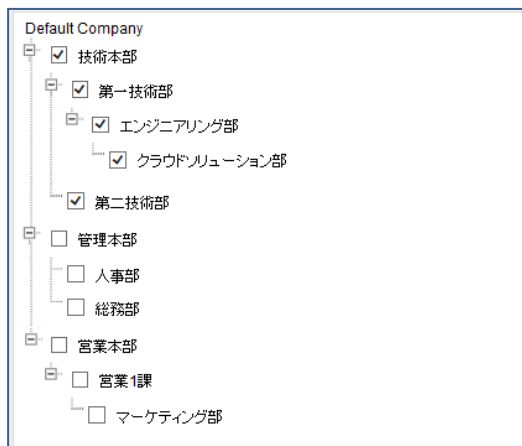 Default Company
技術本部
第一技術部
エンジニアリング部
クラウドソリューション部
第二技術部
管理本部
人事部
総務部
営業本部
営業1課
マーケティング部